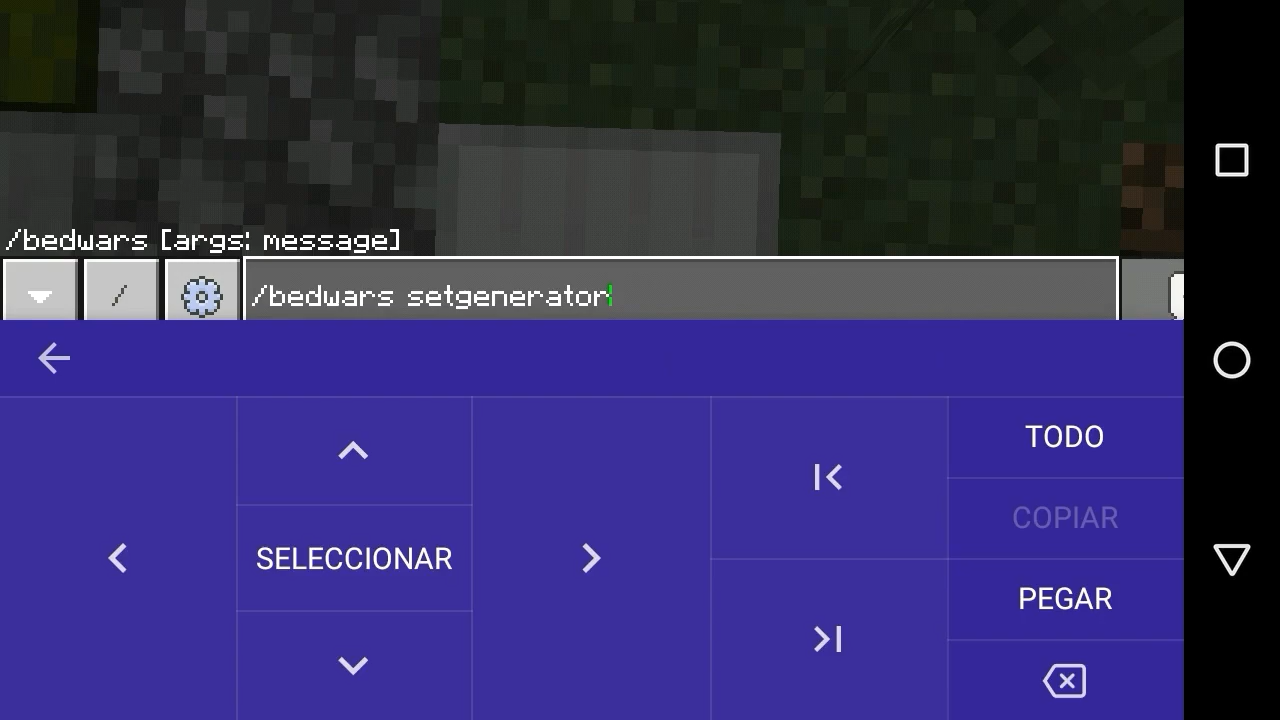 /bedwars [args: message]
/
/bedwars setgenerator
TODO
COPIAR
SELECCIONAR
PEGAR